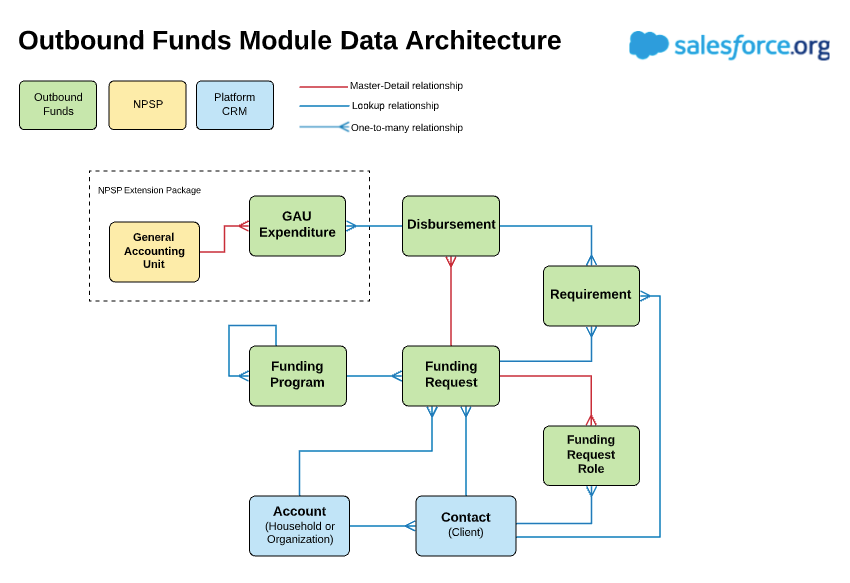 Outbound Funds Module Data Architecture
salesforce.org
Outbound
Funds
NPSP
Platform
CRM
Master-Detail relationship
Lookup relationship
One-to-many relationship
NPSP Extension Package
GAU
Expenditure
Disbursement
General
Accounting
Unit
Requirement
Funding
Program
Funding
Request
Funding
Request
Role
Account
(Household or
Organization)
Contact
(Client)